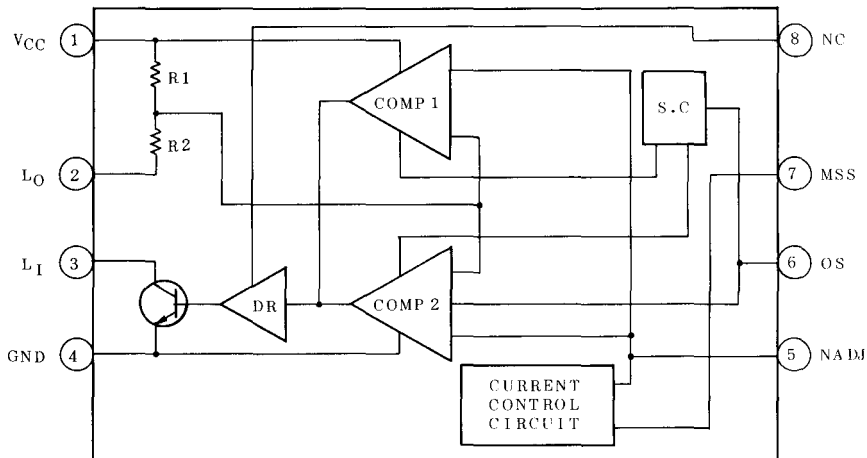 VCC 1
8 NC
R1
COMP 1
S.C
R2
LO 2
7 MSS
LI 3
6 OS
DR
COMP 2
GND 4
5 NADJ
CURRENT
CONTROL
CIRCUIT